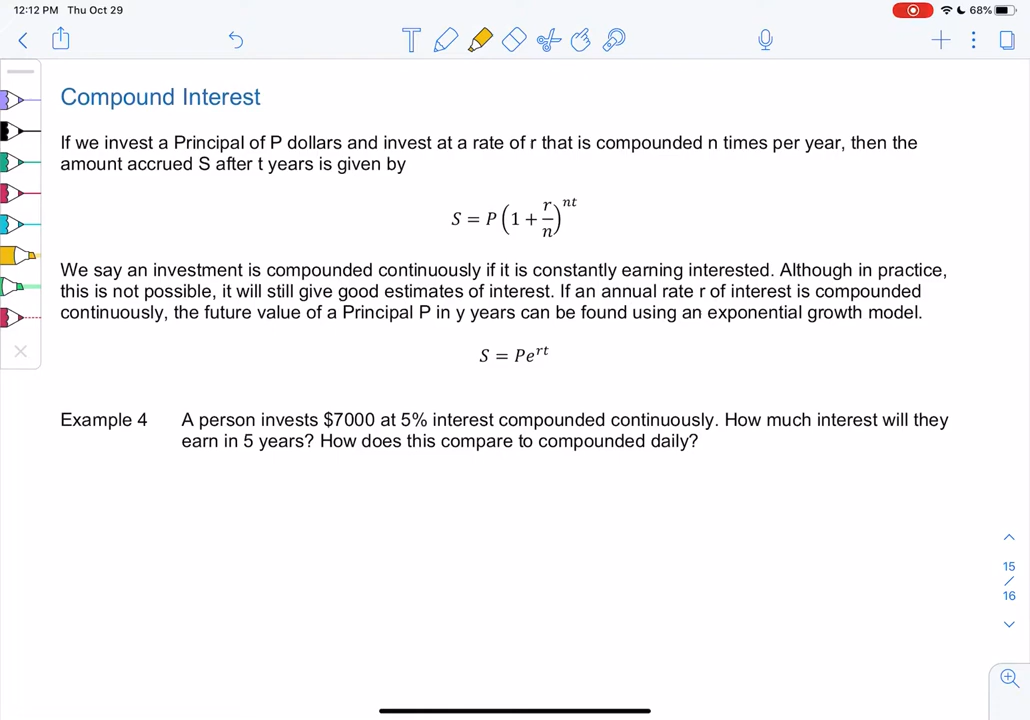 12:12 PM Thu Oct 29
68%
Compound Interest
If we invest a Principal of P dollars and invest at a rate of r that is compounded n times per year, then the
amount accrued S after t years is given by
S = P(1 + r/n)^nt
We say an investment is compounded continuously if it is constantly earning interested. Although in practice,
this is not possible, it will still give good estimates of interest. If an annual rate r of interest is compounded
continuously, the future value of a Principal P in y years can be found using an exponential growth model.
S = Pe^rt
Example 4 A person invests $7000 at 5% interest compounded continuously. How much interest will they
earn in 5 years? How does this compare to compounded daily?
15
/
16